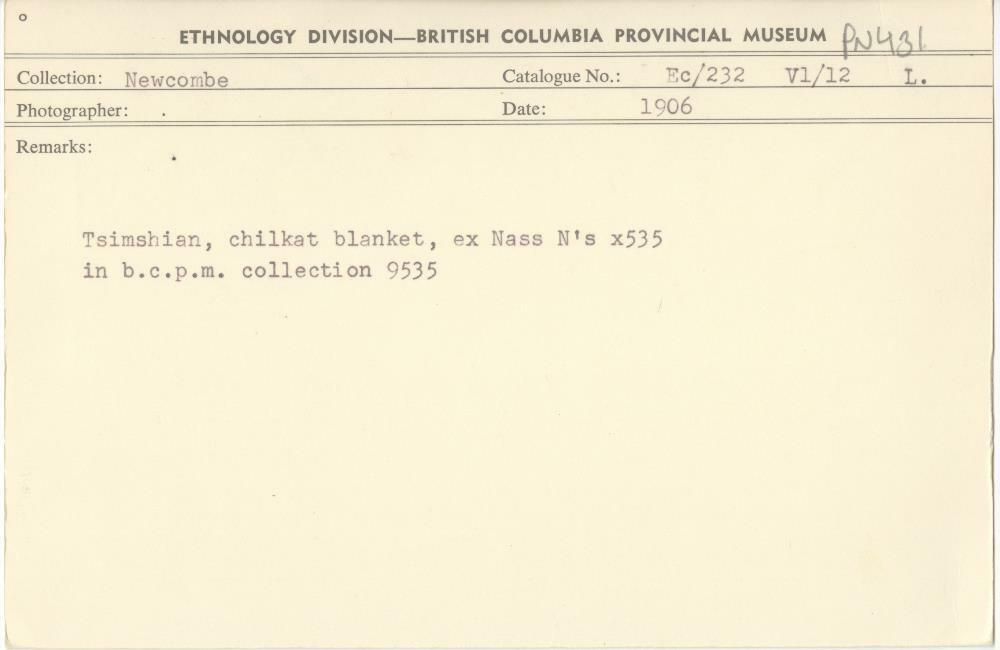 ETHNOLOGY DIVISION—BRITISH COLUMBIA PROVINCIAL MUSEUM PN431
Collection: Newcombe Catalogue No.: Ec/232 V1/12 L.
Photographer: . Date: 1906
Remarks:
Tsimshian, chilkat blanket, ex Nass N's x535
in b.c.p.m. collection 9535